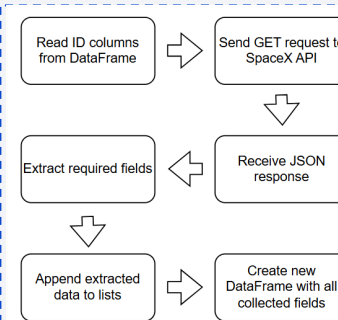 Read ID columns
from DataFrame
Send GET request to
SpaceX API
Receive JSON
response
Extract required fields
Append extracted
data to lists
Create new
DataFrame with all
collected fields